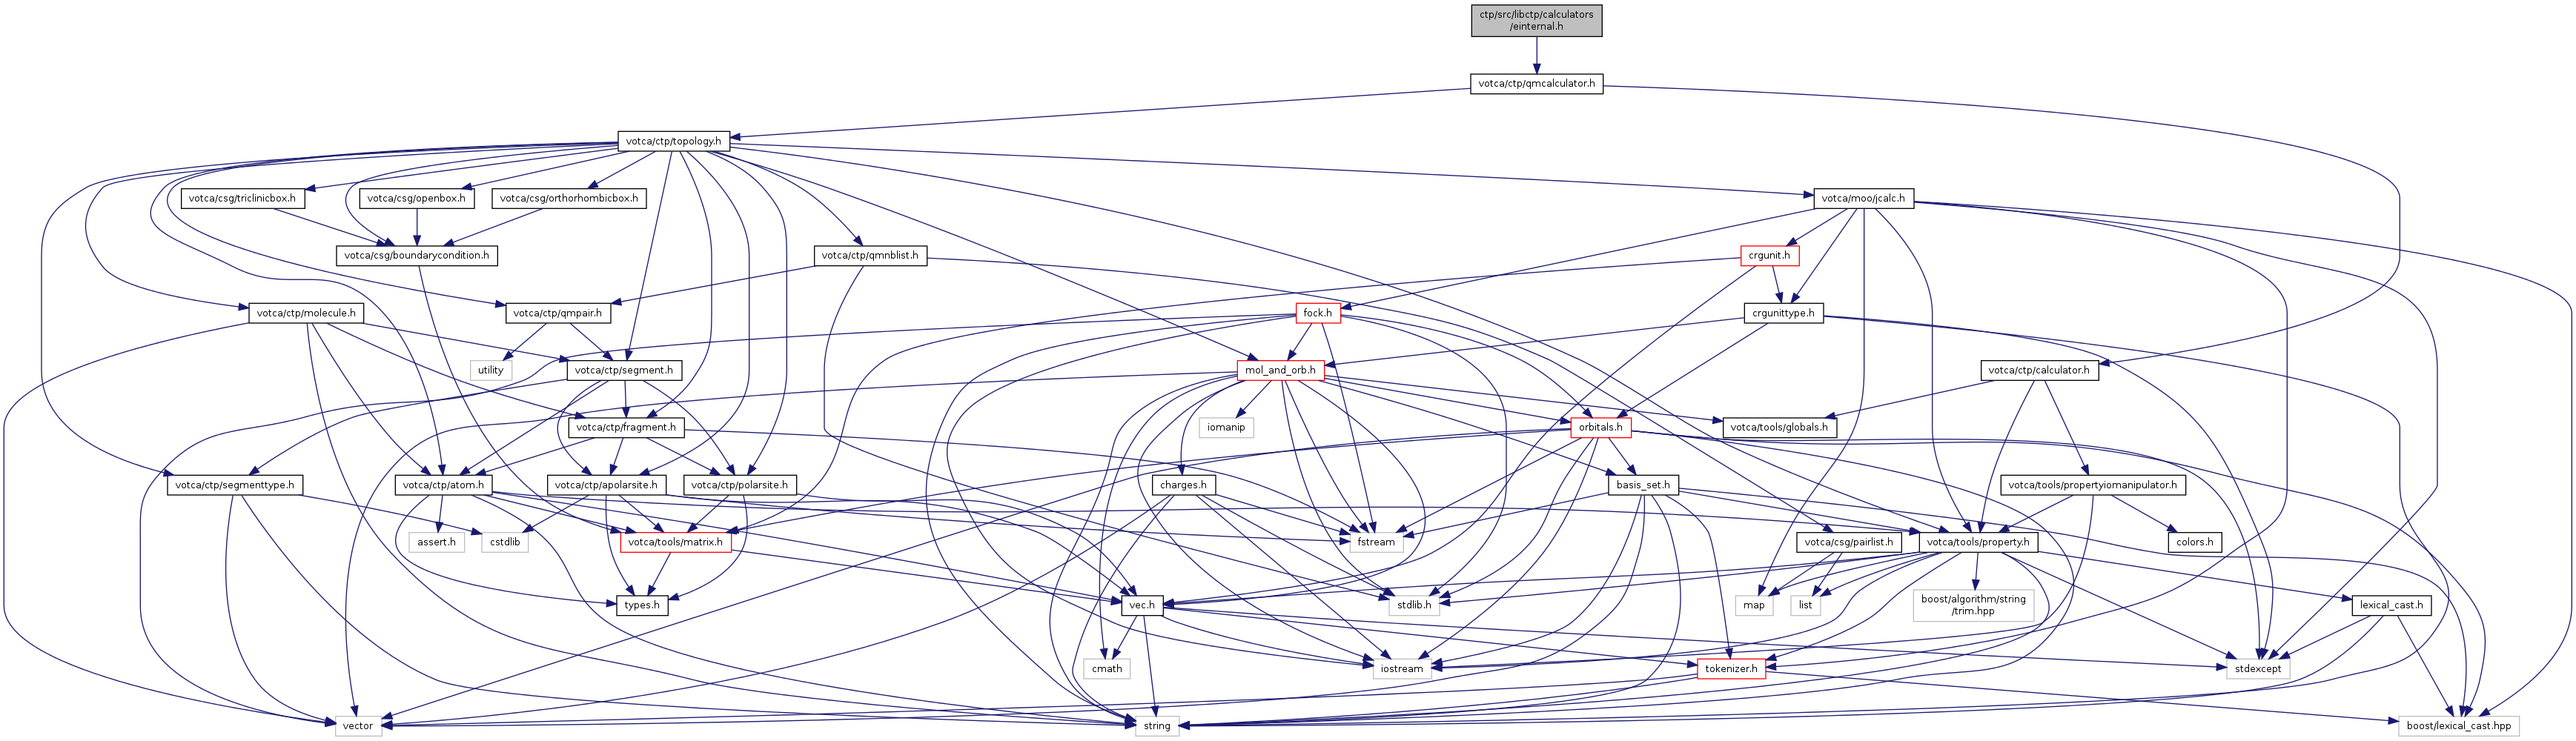 ctp/src/libctp/calculators
/einternal.h
votca/ctp/qmcalculator.h
votca/ctp/topology.h
votca/csg/triclinicbox.h
votca/csg/openbox.h
votca/csg/orthorhombicbox.h
votca/moo/jcalc.h
votca/csg/boundarycondition.h
votca/ctp/qmnblist.h
crgunit.h
votca/ctp/molecule.h
votca/ctp/qmpair.h
fock.h
crgunittype.h
utility
votca/ctp/segment.h
mol_and_orb.h
votca/ctp/calculator.h
votca/ctp/fragment.h
iomanip
orbitals.h
votca/tools/globals.h
votca/ctp/segmenttype.h
votca/ctp/atom.h
votca/ctp/apolarsite.h
votca/ctp/polarsite.h
charges.h
basis_set.h
votca/tools/propertyiomanipulator.h
assert.h
cstdlib
votca/tools/matrix.h
fstream
votca/csg/pairlist.h
votca/tools/property.h
colors.h
types.h
vec.h
stdlib.h
map
list
boost/algorithm/string
/trim.hpp
lexical_cast.h
cmath
iostream
tokenizer.h
stdexcept
vector
string
boost/lexical_cast.hpp